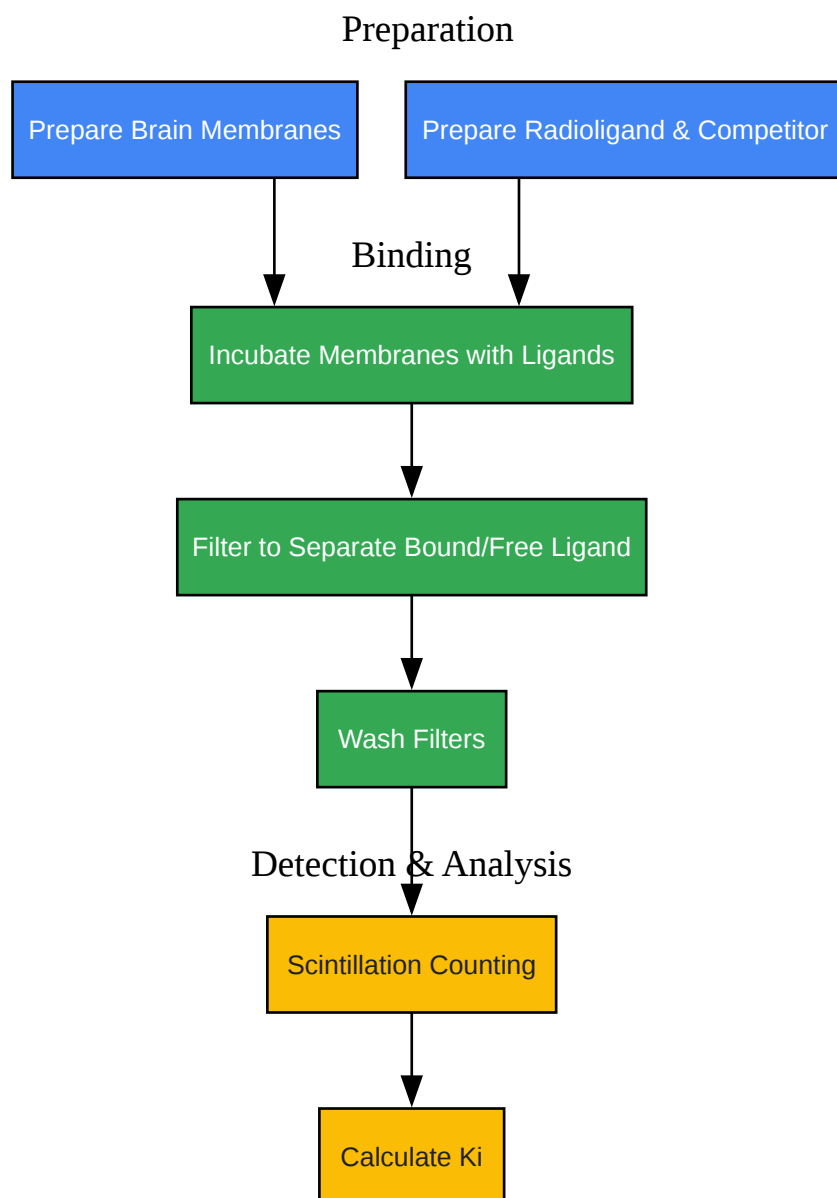 Preparation
Prepare Brain Membranes
Prepare Radioligand & Competitor
Binding
Incubate Membranes with Ligands
Filter to Separate Bound/Free Ligand
Wash Filters
Detection & Analysis
Scintillation Counting
Calculate Ki